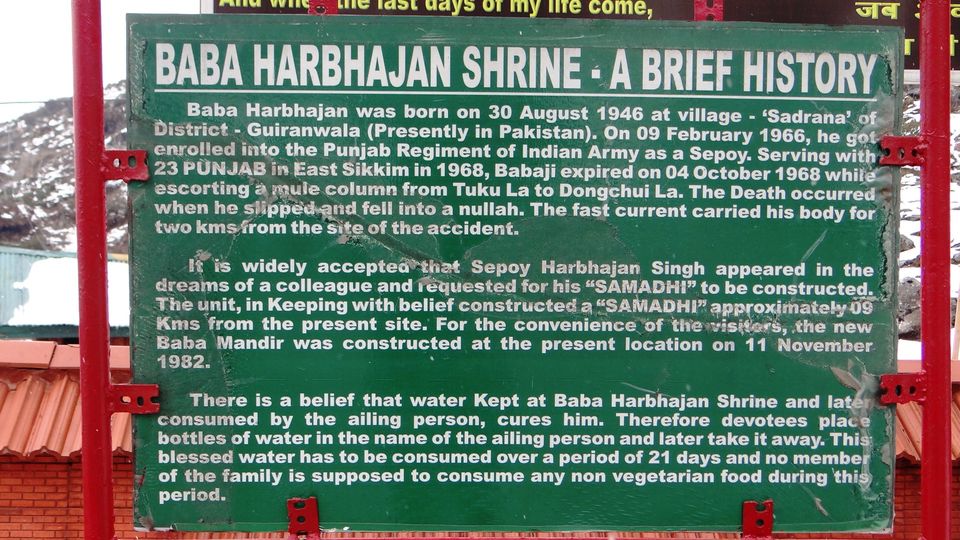 And when the last days of my life come,
जब
BABA HARBHAJAN SHRINE - A BRIEF HISTORY
Baba Harbhajan was born on 30 August 1946 at village - ‘Sadrana’ of
District - Guiranwala (Presently in Pakistan). On 09 February 1966, he got
enrolled into the Punjab Regiment of Indian Army as a Sepoy. Serving with
23 PUNJAB in East Sikkim in 1968, Babaji expired on 04 October 1968 while
escorting a mule column from Tuku La to Dongchui La. The Death occurred
when he slipped and fell into a nullah. The fast current carried his body for
two kms from the site of the accident.
It is widely accepted that Sepoy Harbhajan Singh appeared in the
dreams of a colleague and requested for his “SAMADHI” to be constructed.
The unit, in Keeping with belief constructed a “SAMADHI” approximately 09
Kms from the present site. For the convenience of the visitors, the new
Baba Mandir was constructed at the present location on 11 November
1982.
There is a belief that water Kept at Baba Harbhajan Shrine and later
consumed by the ailing person, cures him. Therefore devotees place
bottles of water in the name of the ailing person and later take it away. This
blessed water has to be consumed over a period of 21 days and no member
of the family is supposed to consume any non vegetarian food during this
period.